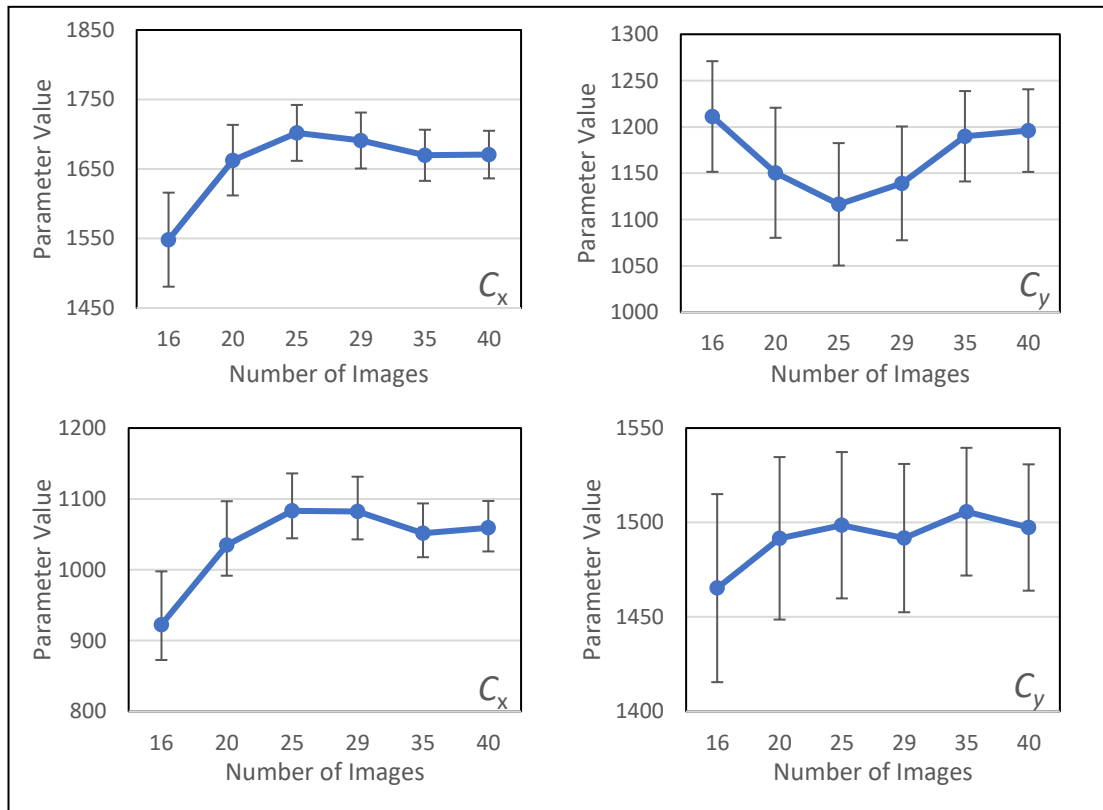 1850
1750
1650
1550
1450
Parameter Value
16 20 25 29 35 40
Number of Images
Cx
1300
1250
1200
1150
1100
1050
1000
Parameter Value
16 20 25 29 35 40
Number of Images
Cy
1200
1100
1000
900
800
Parameter Value
16 20 25 29 35 40
Number of Images
Cx
1550
1500
1450
1400
Parameter Value
16 20 25 29 35 40
Number of Images
Cy